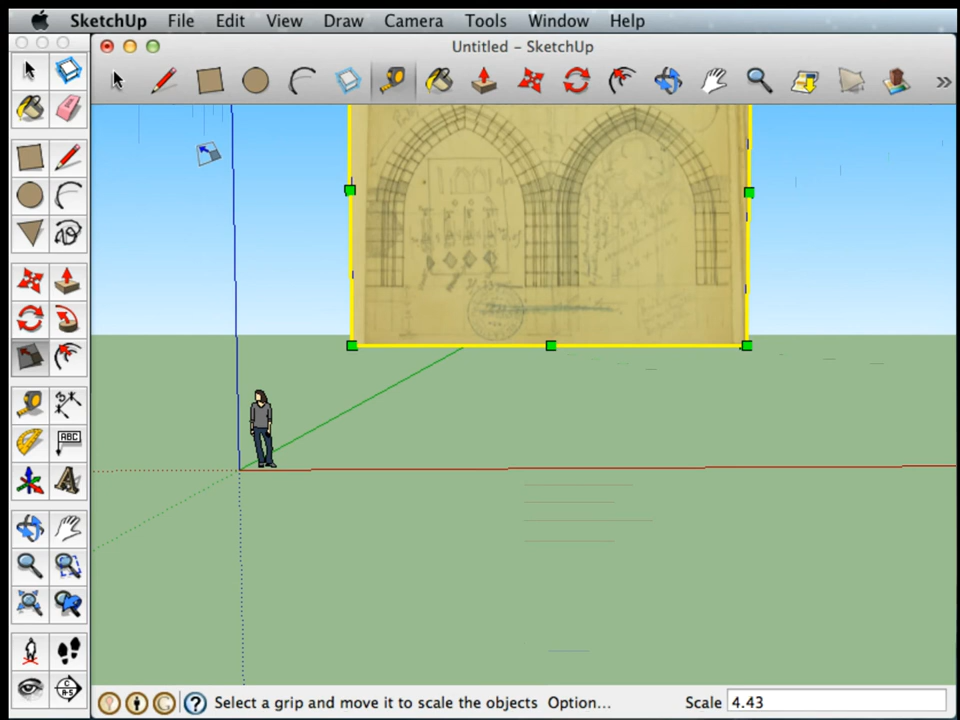 SketchUp File Edit View Draw Camera Tools Window Help
Untitled - SketchUp
ABC
A
C
A-5
Select a grip and move it to scale the objects Option... Scale 4.43